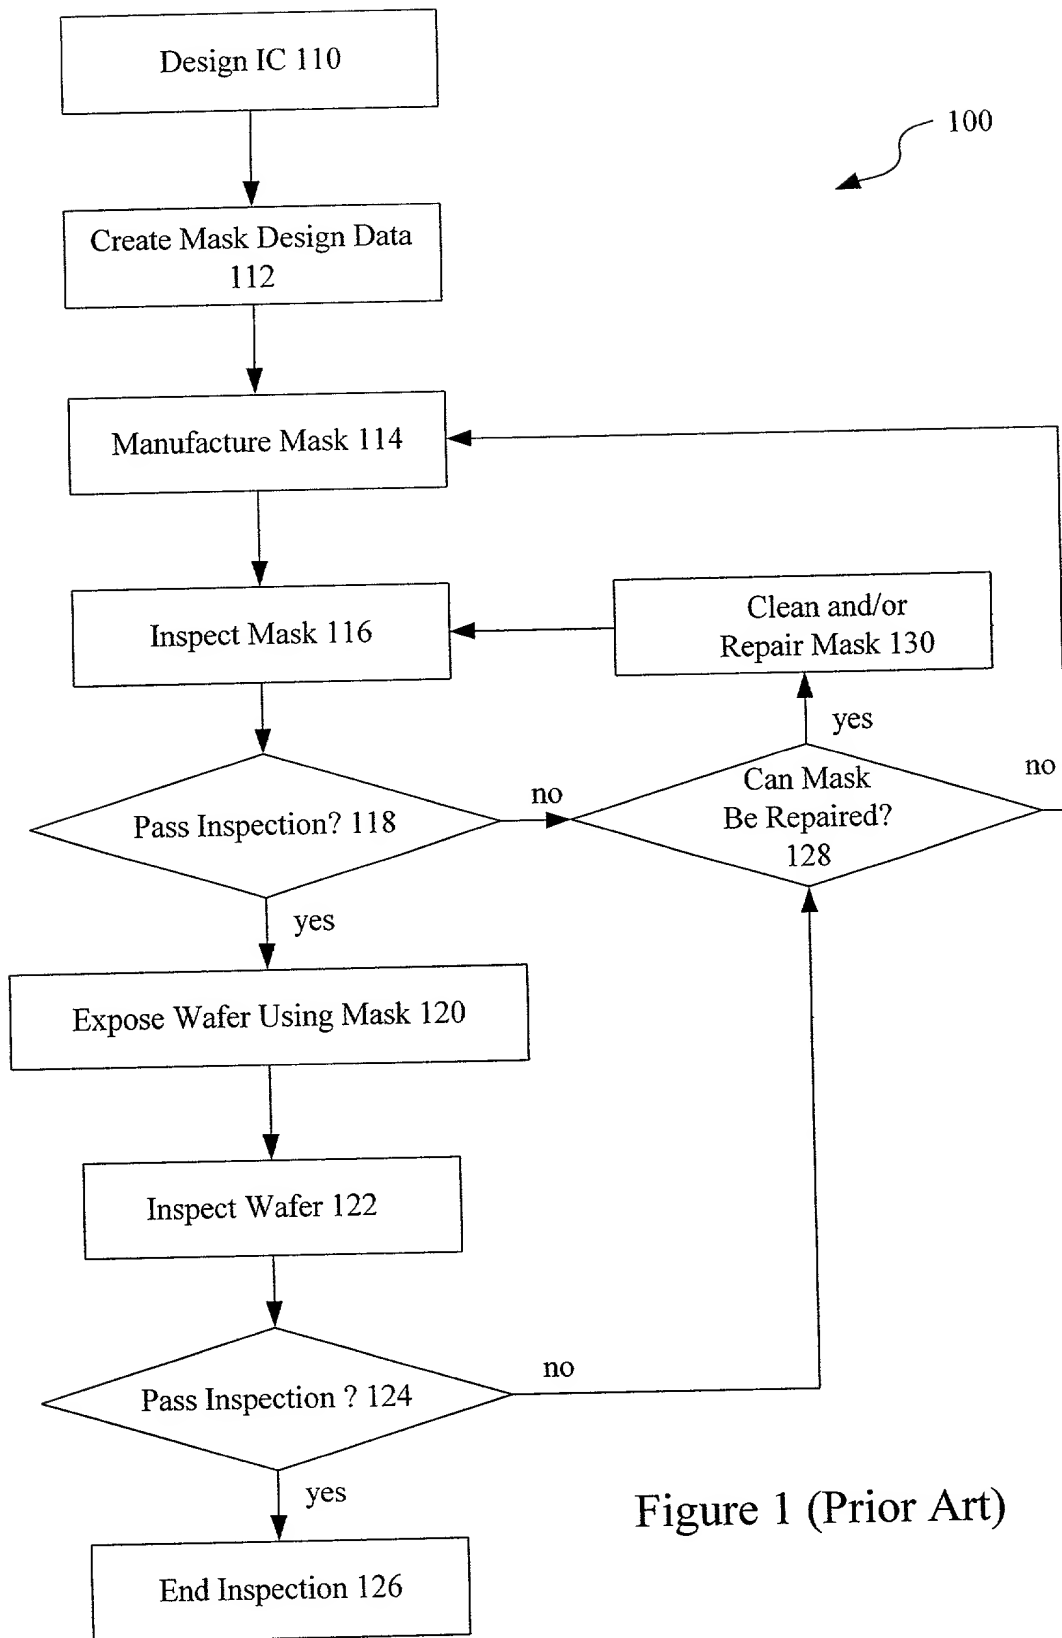 Design IC 110
100
Create Mask Design Data
112
Manufacture Mask 114
Inspect Mask 116
Clean and/or
Repair Mask 130
yes
Pass Inspection? 118
no
Can Mask
Be Repaired?
128
no
yes
Expose Wafer Using Mask 120
Inspect Wafer 122
Pass Inspection ? 124
no
yes
End Inspection 126
Figure 1 (Prior Art)